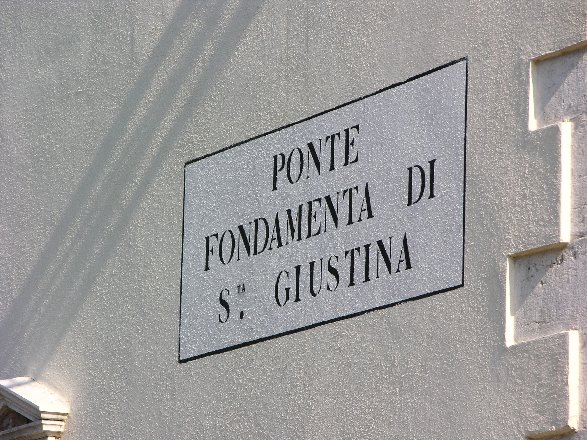 PONTE
FONDAMENTA DI
S.TA GIUSTINA